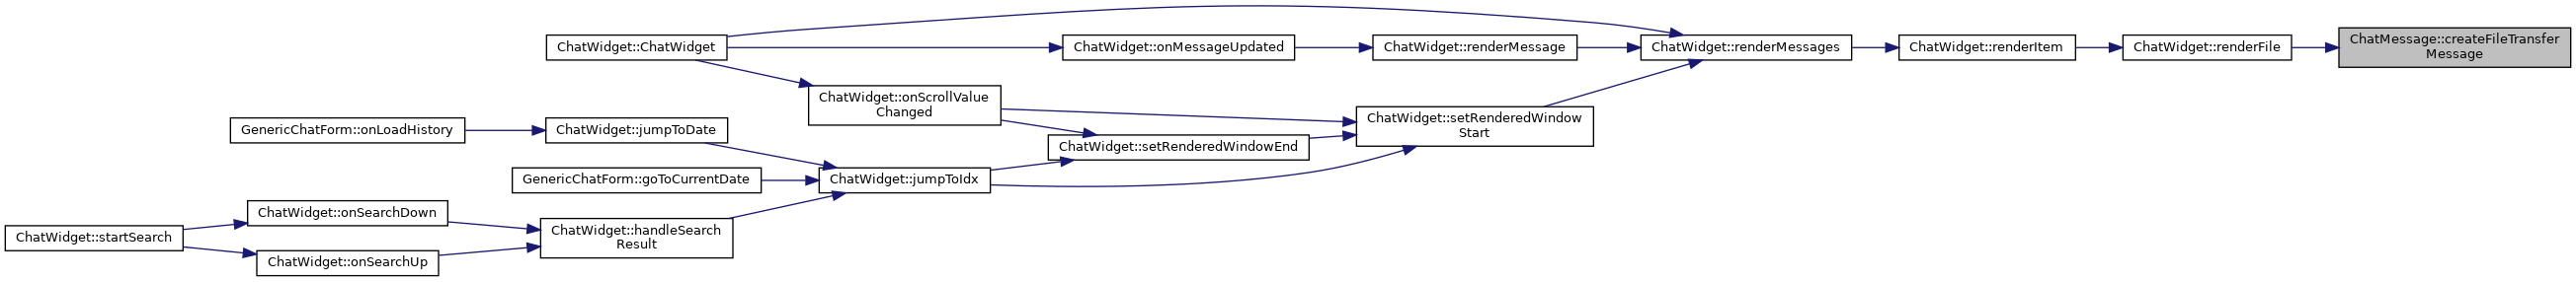 ChatMessage::createFileTransfer
Message
ChatWidget::ChatWidget
ChatWidget::onMessageUpdated
ChatWidget::renderMessage
ChatWidget::renderMessages
ChatWidget::renderItem
ChatWidget::renderFile
ChatWidget::onScrollValue
Changed
ChatWidget::setRenderedWindow
Start
GenericChatForm::onLoadHistory
ChatWidget::jumpToDate
ChatWidget::setRenderedWindowEnd
GenericChatForm::goToCurrentDate
ChatWidget::jumpToIdx
ChatWidget::onSearchDown
ChatWidget::startSearch
ChatWidget::handleSearch
Result
ChatWidget::onSearchUp